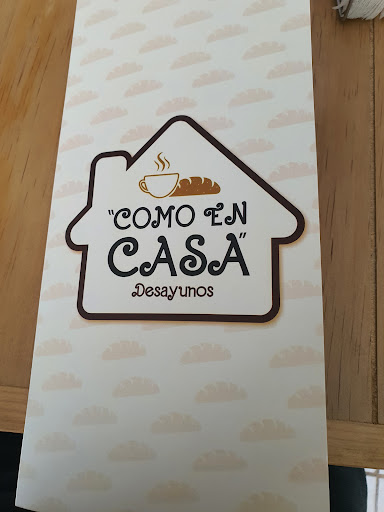 "COMO EN
CASA"
Desayunos